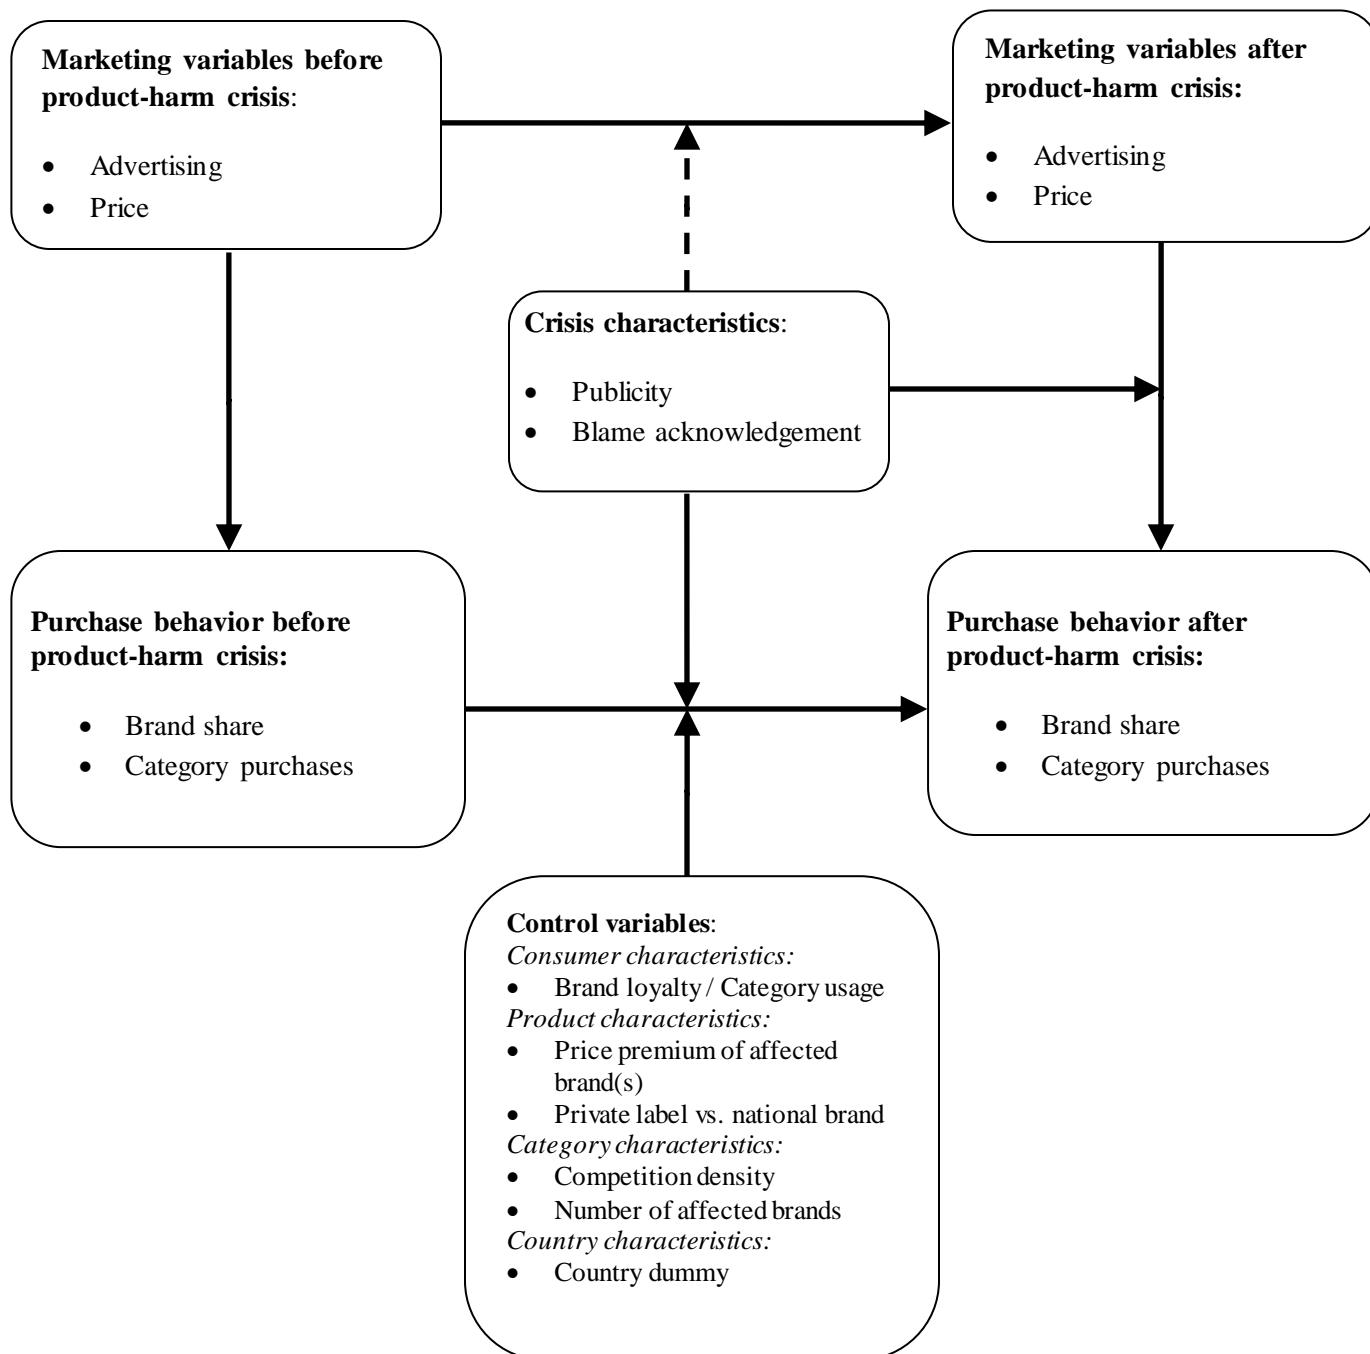 Marketing variables before
product-harm crisis:
• Advertising
• Price
Marketing variables after
product-harm crisis:
• Advertising
• Price
Crisis characteristics:
• Publicity
• Blame acknowledgement
Purchase behavior before
product-harm crisis:
• Brand share
• Category purchases
Purchase behavior after
product-harm crisis:
• Brand share
• Category purchases
Control variables:
Consumer characteristics:
• Brand loyalty / Category usage
Product characteristics:
• Price premium of affected
brand(s)
• Private label vs. national brand
Category characteristics:
• Competition density
• Number of affected brands
Country characteristics:
• Country dummy